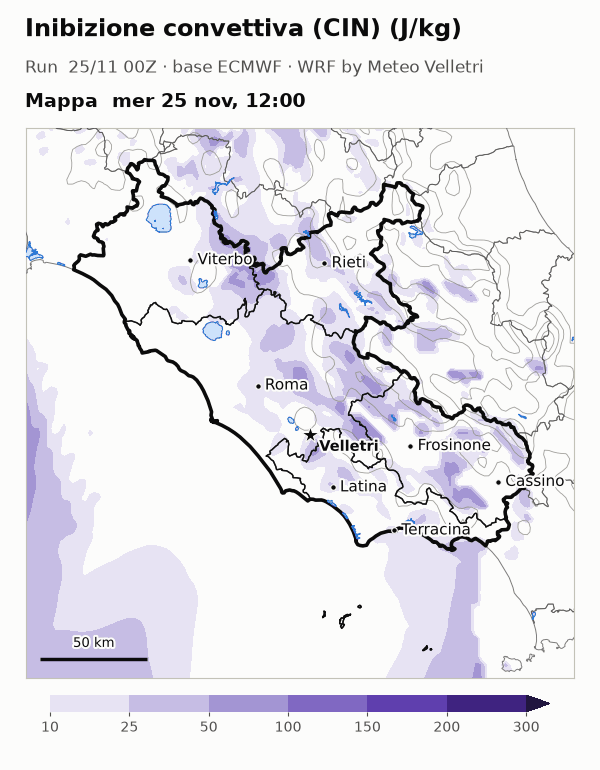 Inibizione convettiva (CIN) (J/kg)
Run  25/11 00Z · base ECMWF · WRF by Meteo Velletri
Mappa  mer 25 nov, 12:00
Viterbo
Rieti
Roma
Velletri
Frosinone
Latina
Cassino
Terracina
50 km
10 25 50 100 150 200 300